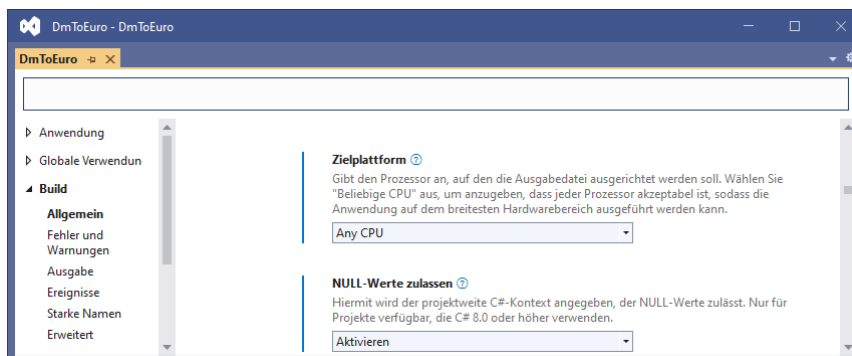 DmToEuro - DmToEuro
DmToEuro
Anwendung
Globale Verwendun
Build
Allgemein
Fehler und
Warnungen
Ausgabe
Ereignisse
Starke Namen
Erweitert
Zielplattform
Gibt den Prozessor an, auf den die Ausgabedatei ausgerichtet werden soll. Wählen Sie
"Beliebige CPU" aus, um anzugeben, dass jeder Prozessor akzeptabel ist, sodass die
Anwendung auf dem breitesten Hardwarebereich ausgeführt werden kann.
Any CPU
NULL-Werte zulassen
Hiermit wird der projektweite C#-Kontext angegeben, der NULL-Werte zulässt. Nur für
Projekte verfügbar, die C# 8.0 oder höher verwenden.
Aktivieren